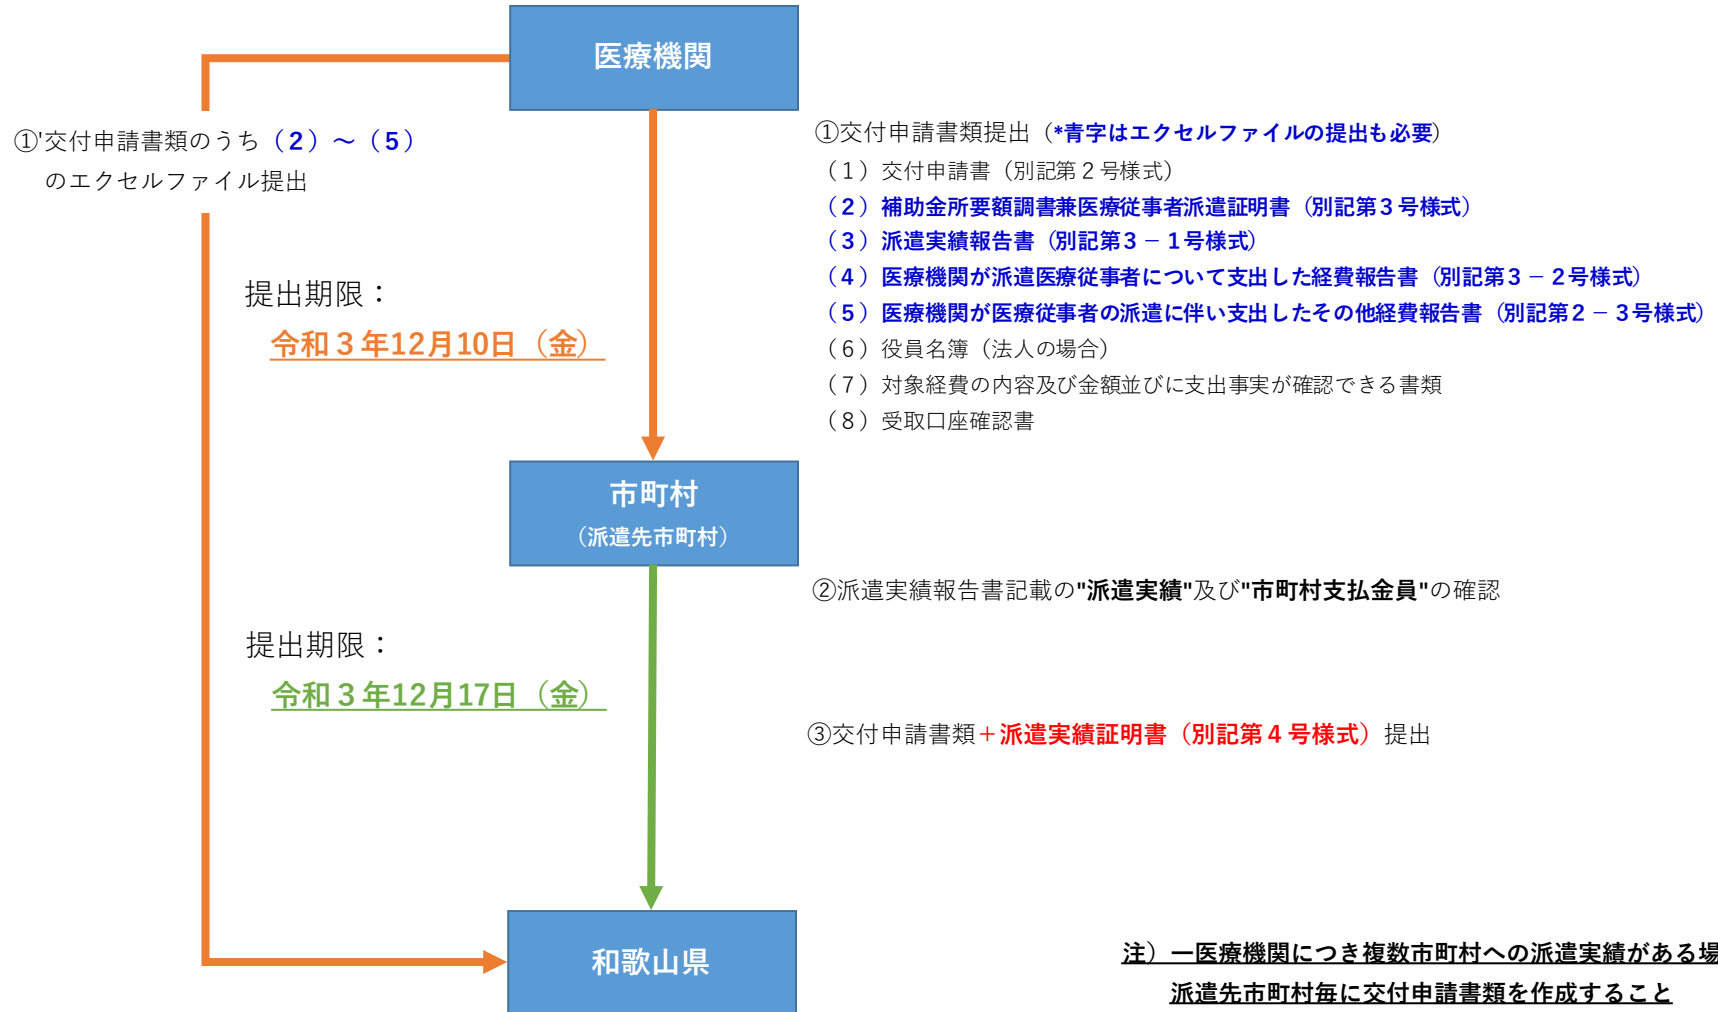 医療機関
①'交付申請書類のうち（２）～（５）
のエクセルファイル提出
①交付申請書類提出（*青字はエクセルファイルの提出も必要）
（１）交付申請書（別記第２号様式）
（２）補助金所要額調書兼医療従事者派遣証明書（別記第３号様式）
（３）派遣実績報告書（別記第３－１号様式）
（４）医療機関が派遣医療従事者について支出した経費報告書（別記第３－２号様式）
（５）医療機関が医療従事者の派遣に伴い支出したその他経費報告書（別記第２－３号様式）
（６）役員名簿（法人の場合）
（７）対象経費の内容及び金額並びに支出事実が確認できる書類
（８）受取口座確認書
提出期限：
令和３年12月10日（金）
市町村
（派遣先市町村）
②派遣実績報告書記載の"派遣実績"及び"市町村支払金員"の確認
提出期限：
令和３年12月17日（金）
③交付申請書類＋派遣実績証明書（別記第４号様式）提出
和歌山県
注）一医療機関につき複数市町村への派遣実績がある場
派遣先市町村毎に交付申請書類を作成すること